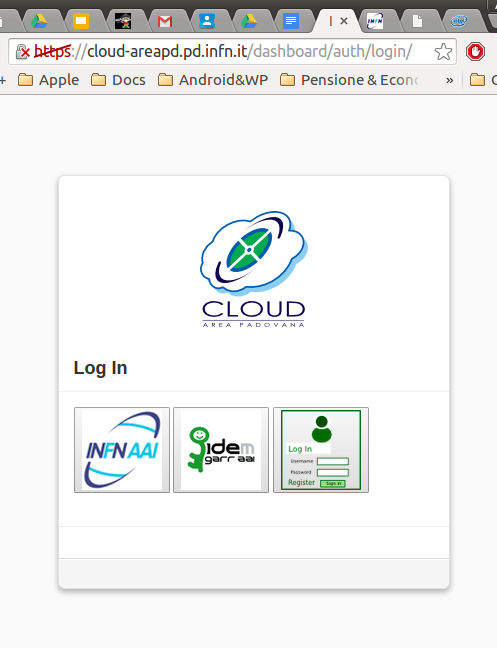 https://cloud-areapd.pd.infn.it/dashboard/auth/login/
Apple Docs Android&WP Pensione & Econ » C
CLOUD
AREA PADOVANA
Log In
INFN AAI
idem
garr aai
Log In
Username
Password
Register Sign In
INFN